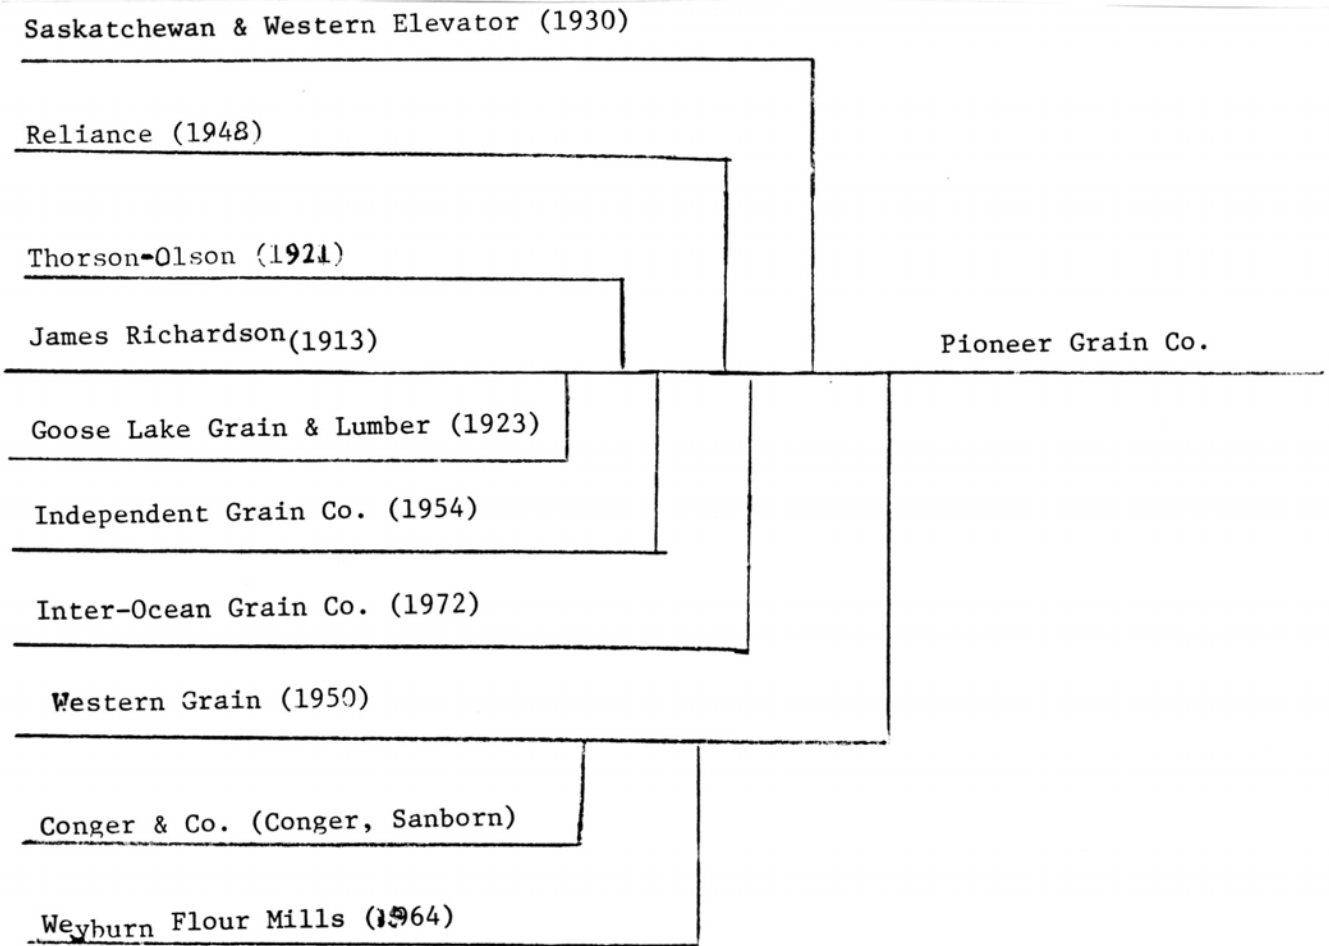 Saskatchewan & Western Elevator (1930)
Reliance (1948)
Thorson-Olson (1921)
James Richardson (1913)
Pioneer Grain Co.
Goose Lake Grain & Lumber (1923)
Independent Grain Co. (1954)
Inter-Ocean Grain Co. (1972)
Western Grain (1950)
Conger & Co. (Conger, Sanborn)
Weyburn Flour Mills (1964)